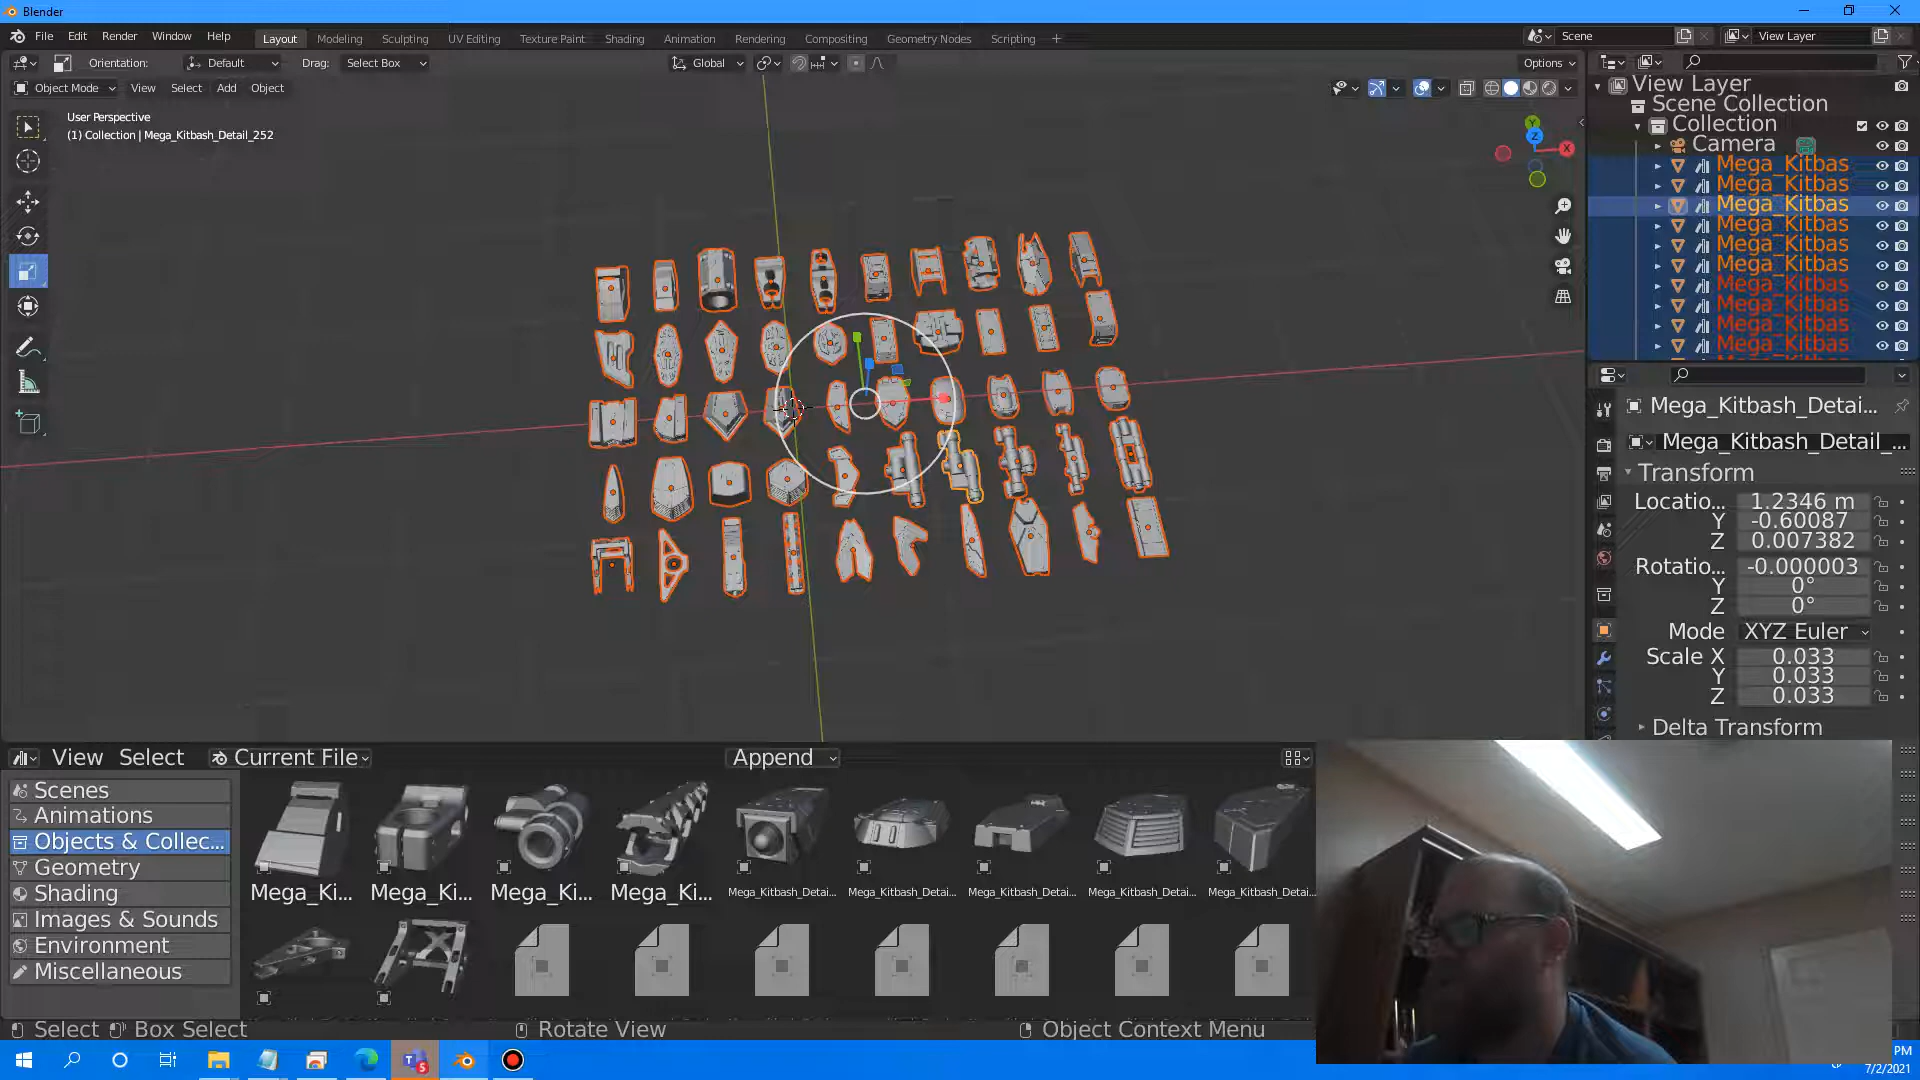 Blender
File Edit Render Window Help Layout Modeling Sculpting UV Editing Texture Paint Shading Animation Rendering Compositing Geometry Nodes Scripting + Scene View Layer
Orientation: Default Drag: Select Box Global Options
Object Mode View Select Add Object
User Perspective
(1) Collection | Mega_Kitbash_Detail_252
Y
Z
X
View Layer
Scene Collection
Collection
Camera
Mega_Kitbas
Mega_Kitbas
Mega_Kitbas
Mega_Kitbas
Mega_Kitbas
Mega_Kitbas
Mega_Kitbas
Mega_Kitbas
Mega_Kitbas
Mega_Kitbas
Mega_Kitbash_Detai...
Mega_Kitbash_Detail_...
Transform
Locatio... 1.2346 m
Y -0.60087
Z 0.007382
Rotatio... -0.000003
Y 0°
Z 0°
Mode XYZ Euler
Scale X 0.033
Y 0.033
Z 0.033
Delta Transform
View Select Current File Append
Scenes
Animations
Objects & Collec...
Geometry
Shading
Images & Sounds
Environment
Miscellaneous
Mega_Ki... Mega_Ki... Mega_Ki... Mega_Ki... Mega_Kitbash_Detai... Mega_Kitbash_Detai... Mega_Kitbash_Detai... Mega_Kitbash_Detai... Mega_Kitbash_Detai...
Select Box Select Rotate View Object Context Menu
5
PM
7/2/2021